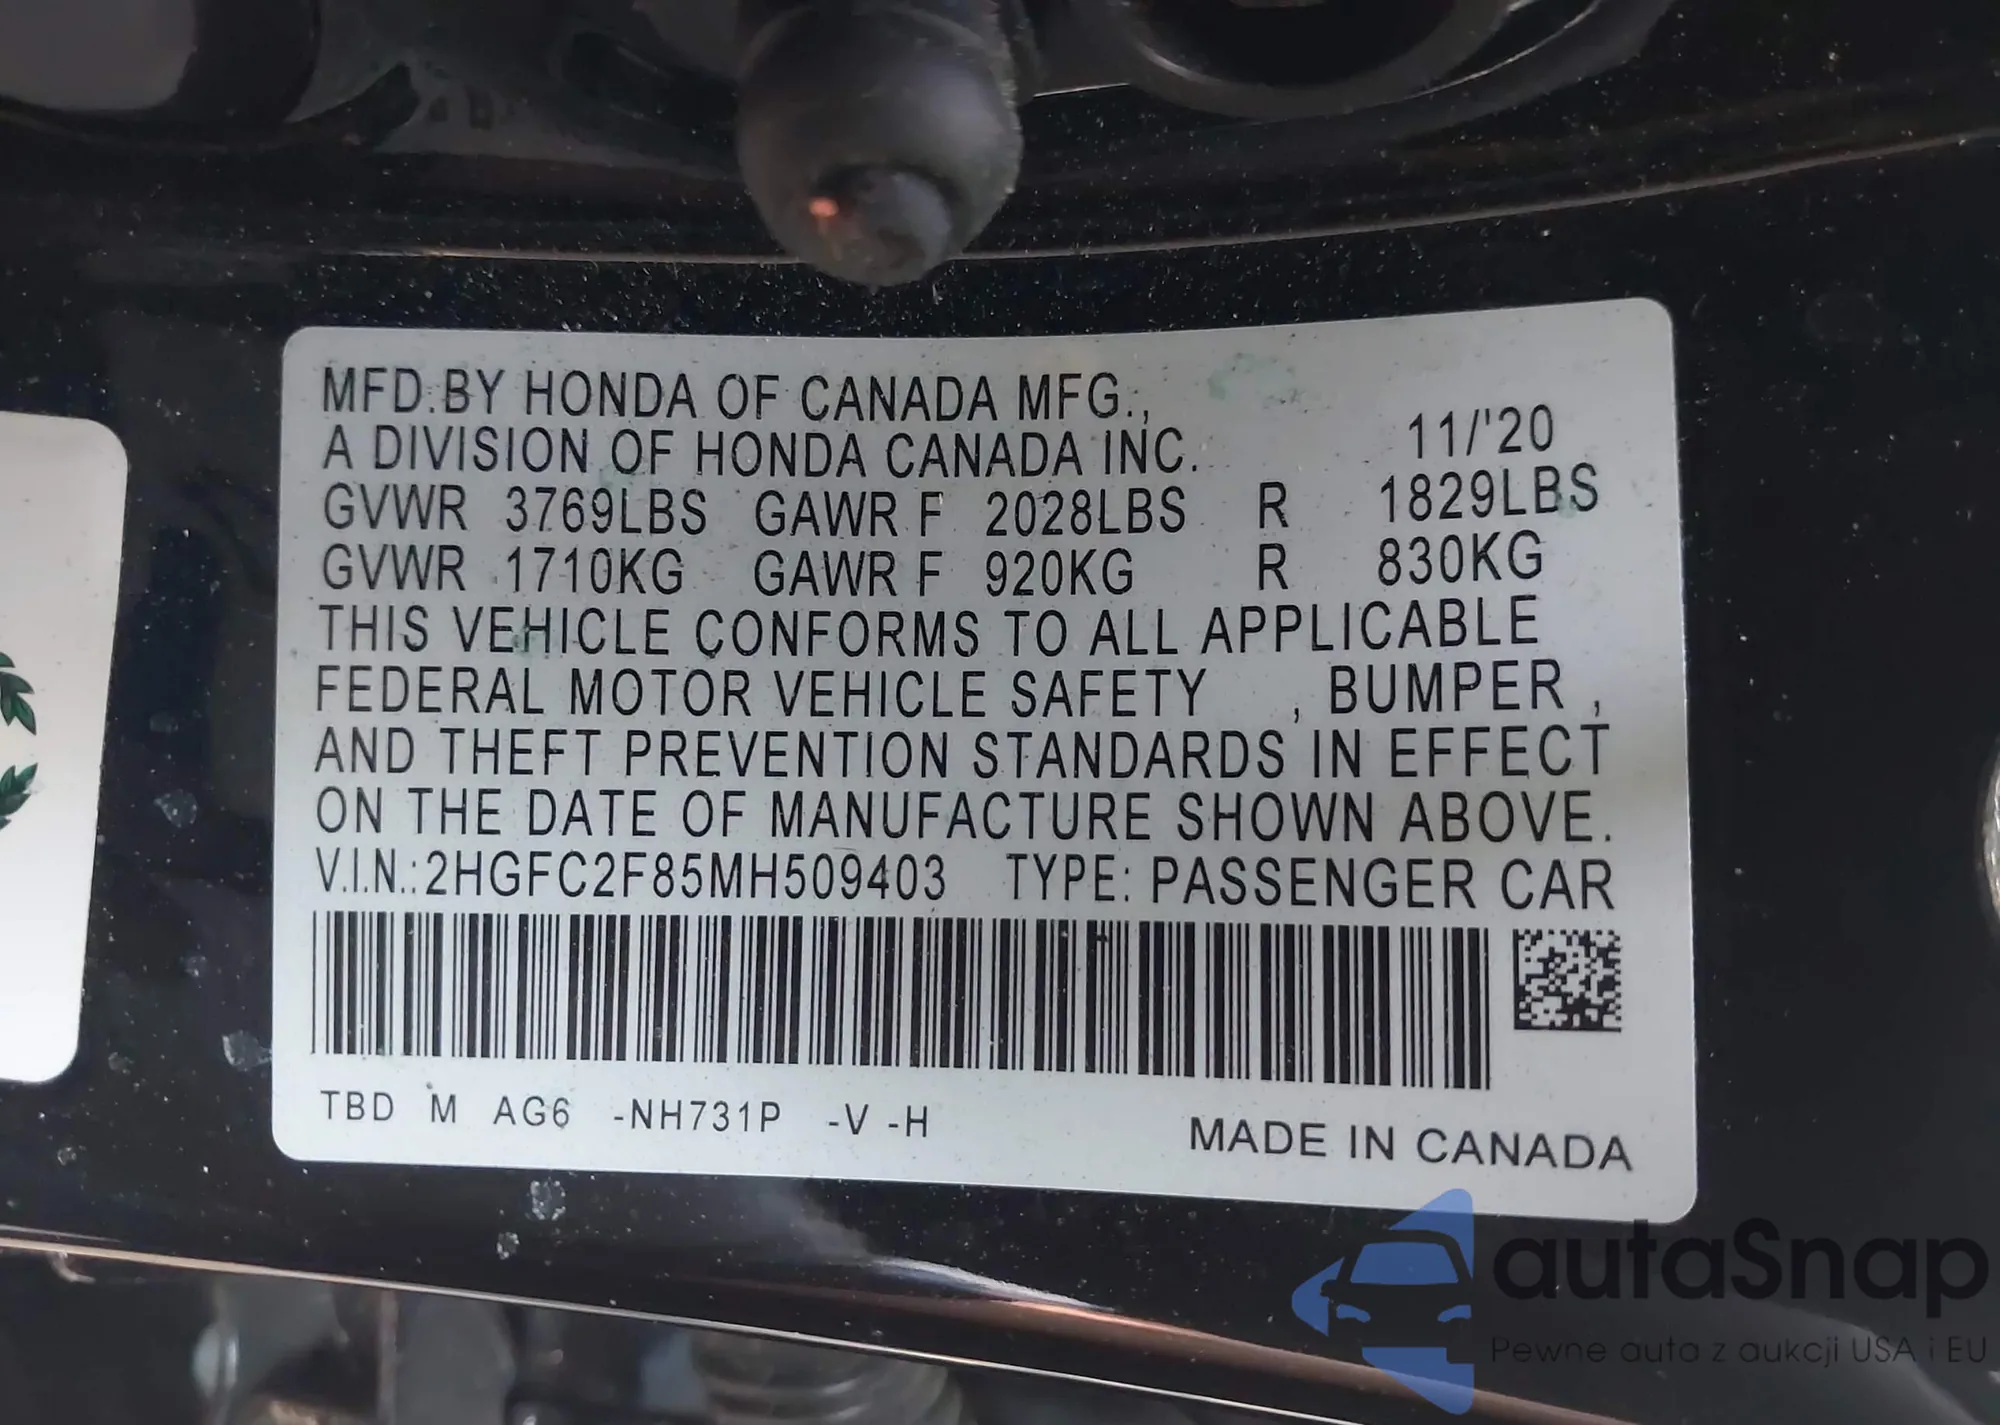 MFD.BY HONDA OF CANADA MFG.,
A DIVISION OF HONDA CANADA INC. 11/'20
GVWR 3769LBS GAWR F 2028LBS R 1829LBS
GVWR 1710KG GAWR F 920KG R 830KG
THIS VEHICLE CONFORMS TO ALL APPLICABLE
FEDERAL MOTOR VEHICLE SAFETY , BUMPER ,
AND THEFT PREVENTION STANDARDS IN EFFECT
ON THE DATE OF MANUFACTURE SHOWN ABOVE.
V.I.N.: 2HGFC2F85MH509403 TYPE: PASSENGER CAR
TBD M AG6 -NH731P -V -H MADE IN CANADA
autaSnap
Pewne auta z aukcji USA i EU